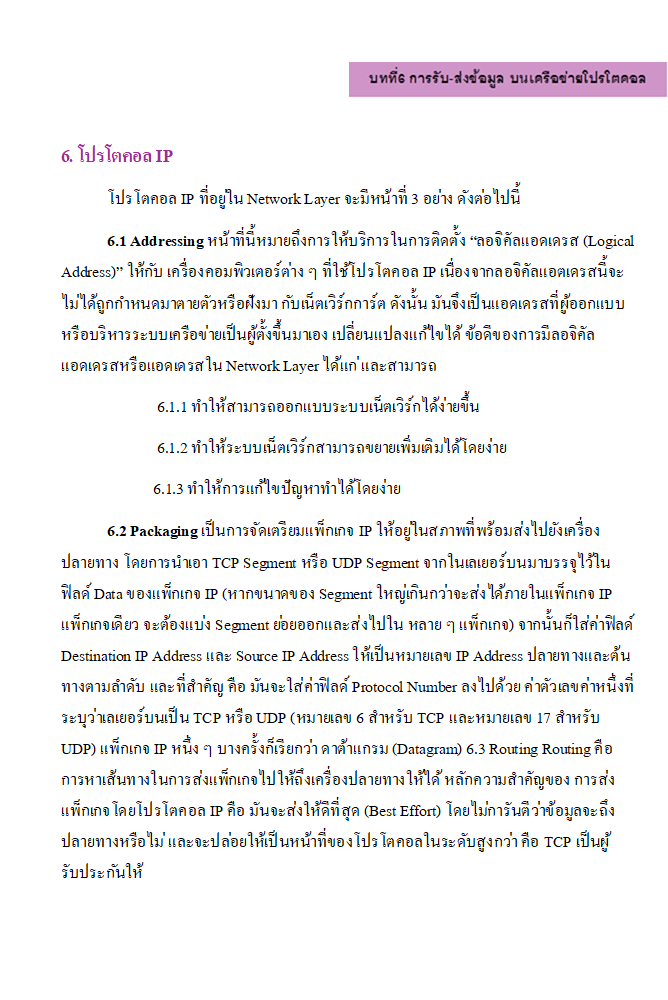 บทที่6 การรับ-ส่งข้อมูล บนเครือข่ายโปรโตคอล
6. โปรโตคอล IP
โปรโตคอล IP ที่อยู่ใน Network Layer จะมีหน้าที่ 3 อย่าง ดังต่อไปนี้
6.1 Addressing หน้าที่นี้หมายถึงการให้บริการในการติดตั้ง “ลอจิคัลแอดเดรส (Logical
Address)” ให้กับ เครื่องคอมพิวเตอร์ต่าง ๆ ที่ใช้โปรโตคอล IP เนื่องจากลอจิคัลแอตเดรสนี้จะ
ไม่ได้ถูกกำหนดมาตายตัวหรือฝังมา กับเน็ตเวิร์กการ์ด ดังนั้น มันจึงเป็นแอดเดรสที่ผู้ออกแบบ
หรือบริหารระบบเครือข่ายเป็นผู้ตั้งขึ้นมาเอง เปลี่ยนแปลงแก้ไขได้ ข้อดีของการมีลอจิคัล
แอดเดรสหรือแอดเดรสใน Network Layer ได้แก่ และสามารถ
6.1.1 ทำให้สามารถออกแบบระบบเน็ตเวิร์กได้ง่ายขึ้น
6.1.2 ทำให้ระบบเน็ตเวิร์กสามารถขยายเพิ่มเติมได้โดยง่าย
6.1.3 ทำให้การแก้ไขปัญหาทำได้โดยง่าย
6.2 Packaging เป็นการจัดเตรียมแพ็กเกจ IP ให้อยู่ในสภาพที่พร้อมส่งไปยังเครื่อง
ปลายทาง โดยการนำเอา TCP Segment หรือ UDP Segment จากในเลเยอร์บนมาบรรจุไว้ใน
ฟิลด์ Data ของแพ็กเกจ IP (หากขนาดของ Segment ใหญ่เกินกว่าจะส่งได้ภายในแพ็กเกจ IP
แพ็กเกจเดียว จะต้องแบ่ง Segment ย่อยออกและส่งไปใน หลาย ๆ แพ็กเกจ) จากนั้นก็ใส่ค่าฟิลด์
Destination IP Address และ Source IP Address ให้เป็นหมายเลข IP Address ปลายทางและต้น
ทางตามลำดับ และที่สำคัญ คือ มันจะใส่ค่าฟิลด์ Protocol Number ลงไปด้วย ค่าตัวเลขค่าหนึ่งที่
ระบุว่าเลเยอร์บนเป็น TCP หรือ UDP (หมายเลข 6 สำหรับ TCP และหมายเลข 17 สำหรับ
UDP) แพ็กเกจ IP หนึ่ง ๆ บางครั้งก็เรียกว่า ดาต้าแกรม (Datagram) 6.3 Routing Routing คือ
การหาเส้นทางในการส่งแพ็กเกจไปให้ถึงเครื่องปลายทางให้ได้ หลักความสำคัญของ การส่ง
แพ็กเกจโดยโปรโตคอล IP คือ มันจะส่งให้ดีที่สุด (Best Effort) โดยไม่การันตีว่าข้อมูลจะถึง
ปลายทางหรือไม่ และจะปล่อยให้เป็นหน้าที่ของโปรโตคอลในระดับสูงกว่า คือ TCP เป็นผู้
รับประกันให้